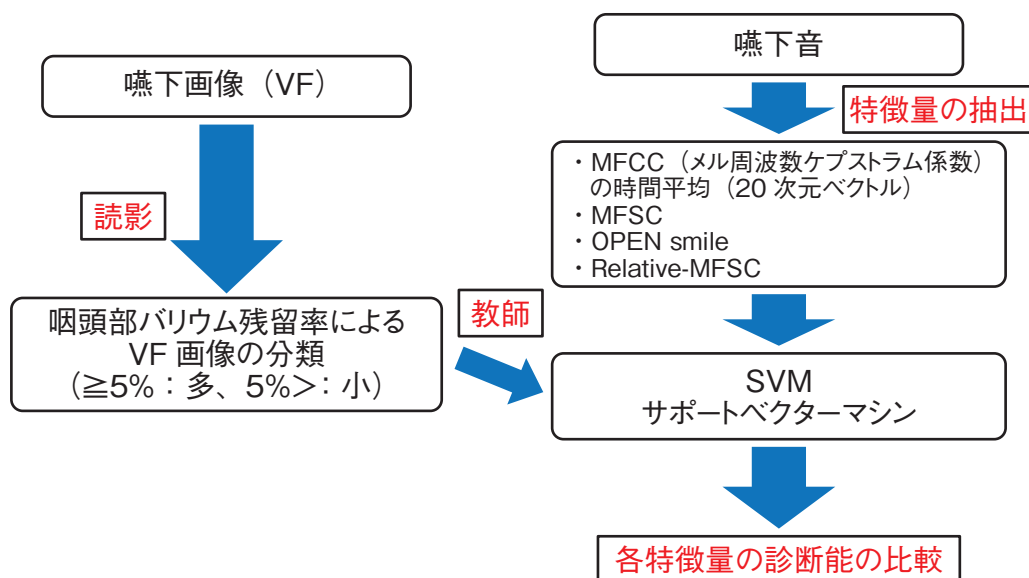 嚥下画像（VF）
読影
咽頭部バリウム残留率による
VF 画像の分類
（≧5%：多、5%＞：小）
教師
嚥下音
特徴量の抽出
・MFCC（メル周波数ケプストラム係数）
の時間平均（20 次元ベクトル）
・MFSC
・OPEN smile
・Relative-MFSC
SVM
サポートベクターマシン
各特徴量の診断能の比較